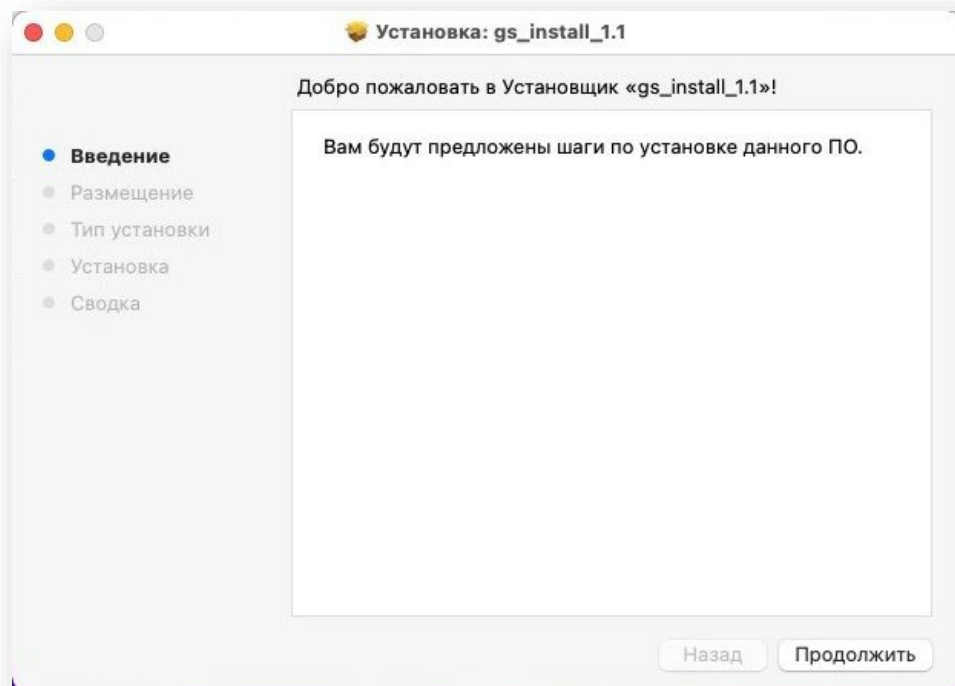 Установка: gs_install_1.1
Добро пожаловать в Установщик «gs_install_1.1»!
Введение
Размещение
Тип установки
Установка
Сводка
Вам будут предложены шаги по установке данного ПО.
Назад
Продолжить